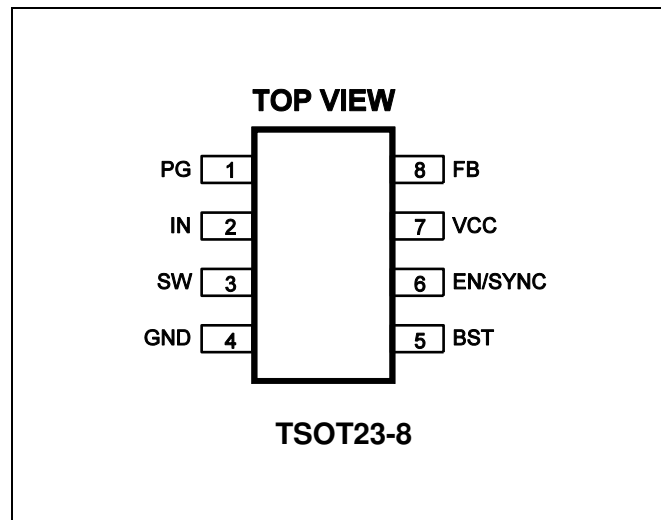 TOP VIEW
PG 1 8 FB
IN 2 7 VCC
SW 3 6 EN/SYNC
GND 4 5 BST
TSOT23-8